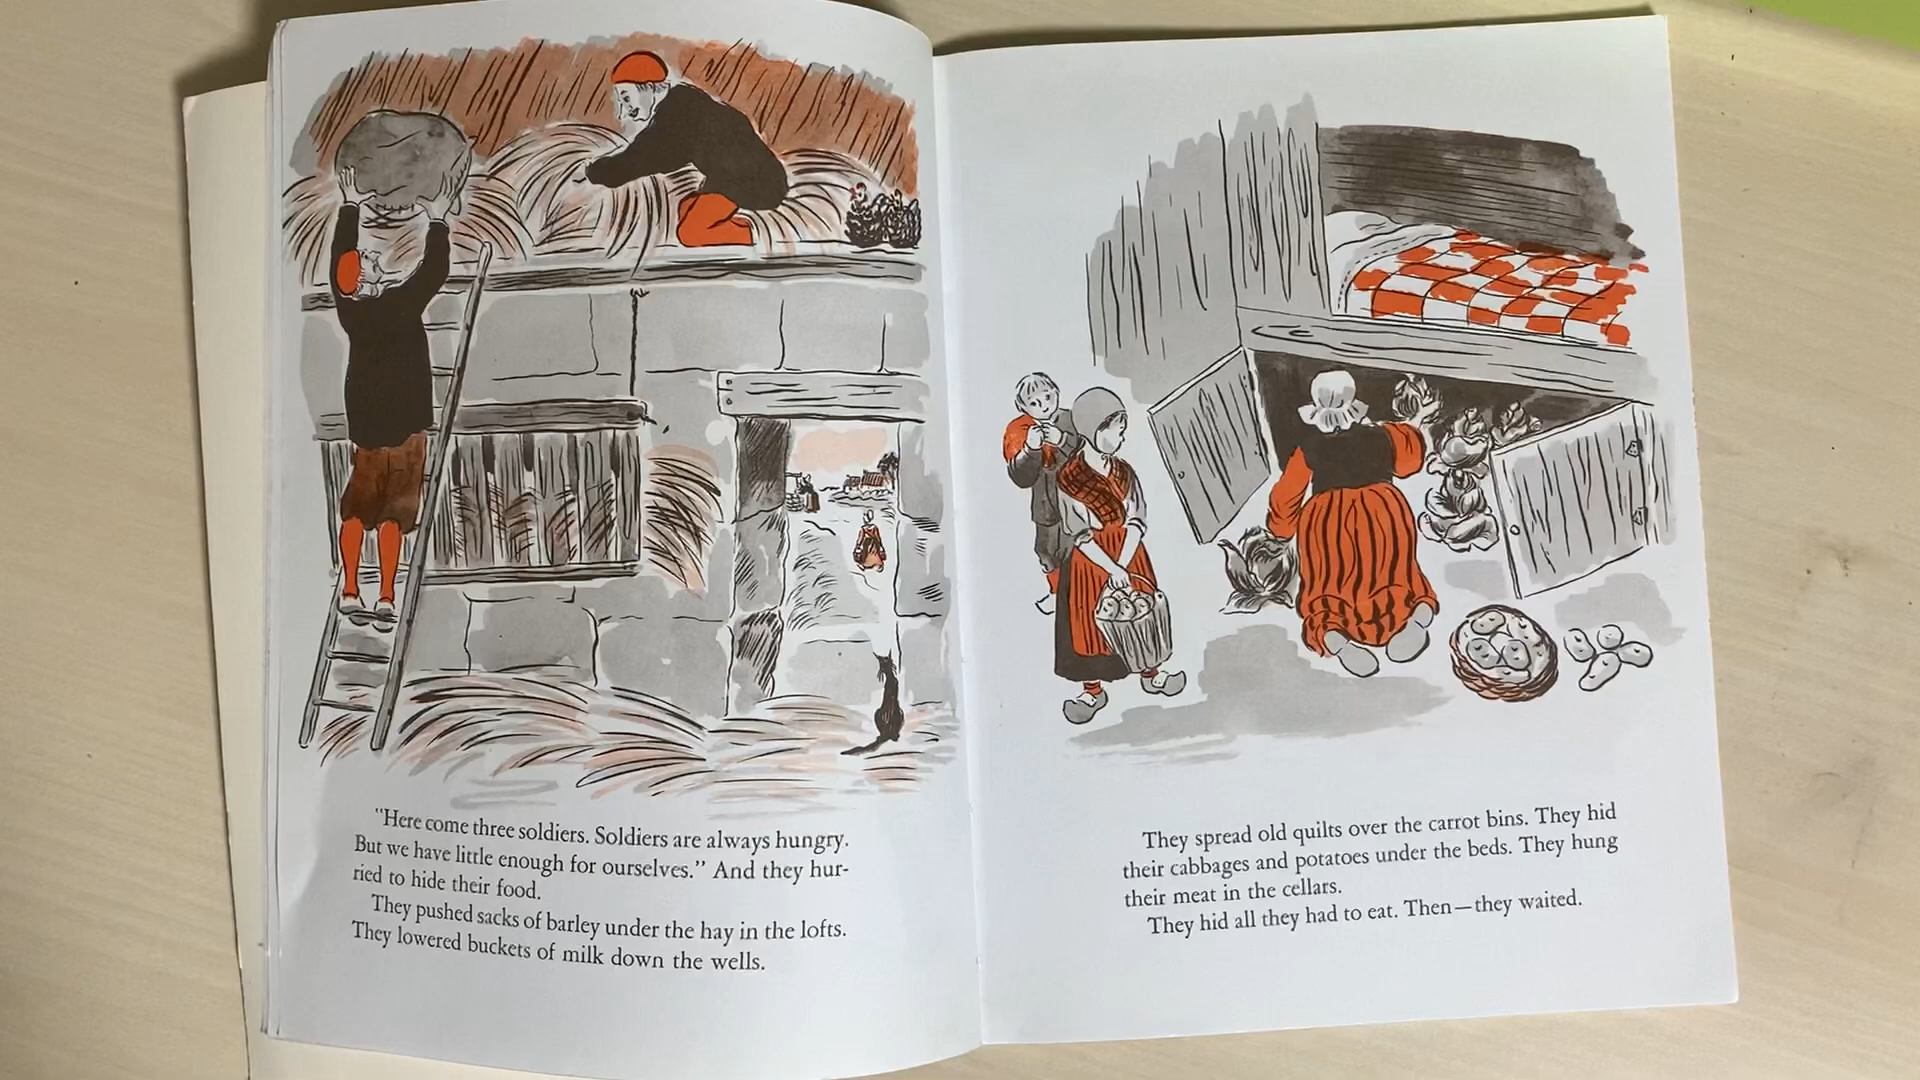 "Here come three soldiers. Soldiers are always hungry.
But we have little enough for ourselves." And they hur-
ried to hide their food.
They pushed sacks of barley under the hay in the lofts.
They lowered buckets of milk down the wells.
They spread old quilts over the carrot bins. They hid
their cabbages and potatoes under the beds. They hung
their meat in the cellars.
They hid all they had to eat. Then—they waited.